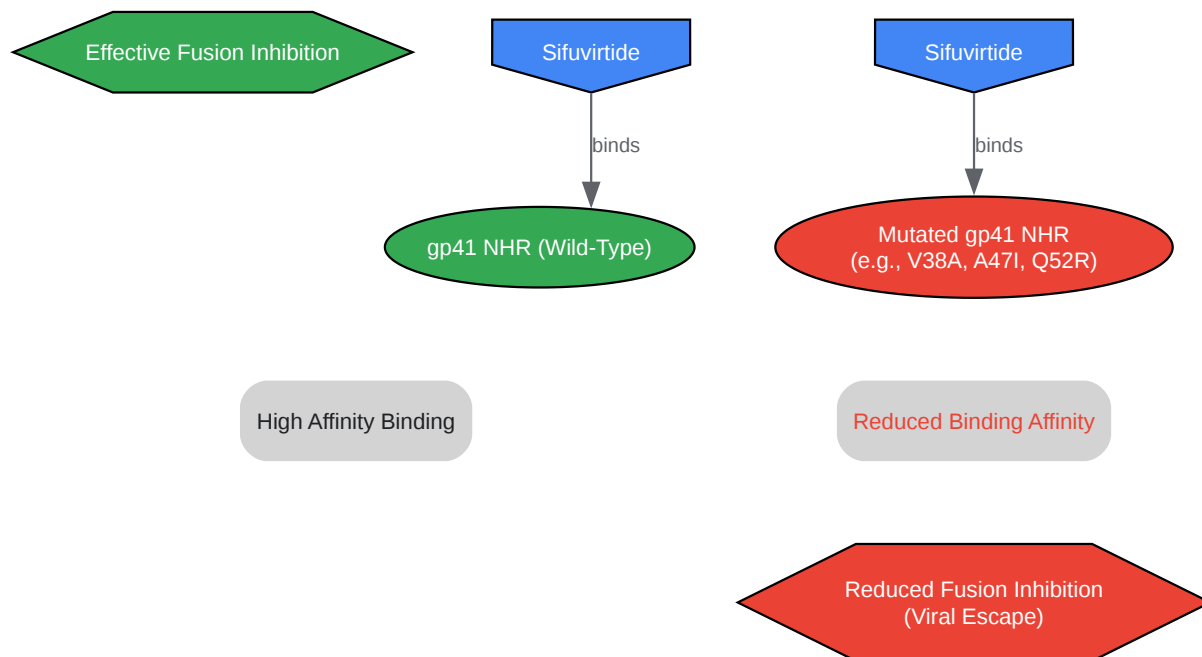 Effective Fusion Inhibition
Sifuvirtide
Sifuvirtide
binds
binds
gp41 NHR (Wild-Type)
Mutated gp41 NHR
(e.g., V38A, A47I, Q52R)
High Affinity Binding
Reduced Binding Affinity
Reduced Fusion Inhibition
(Viral Escape)